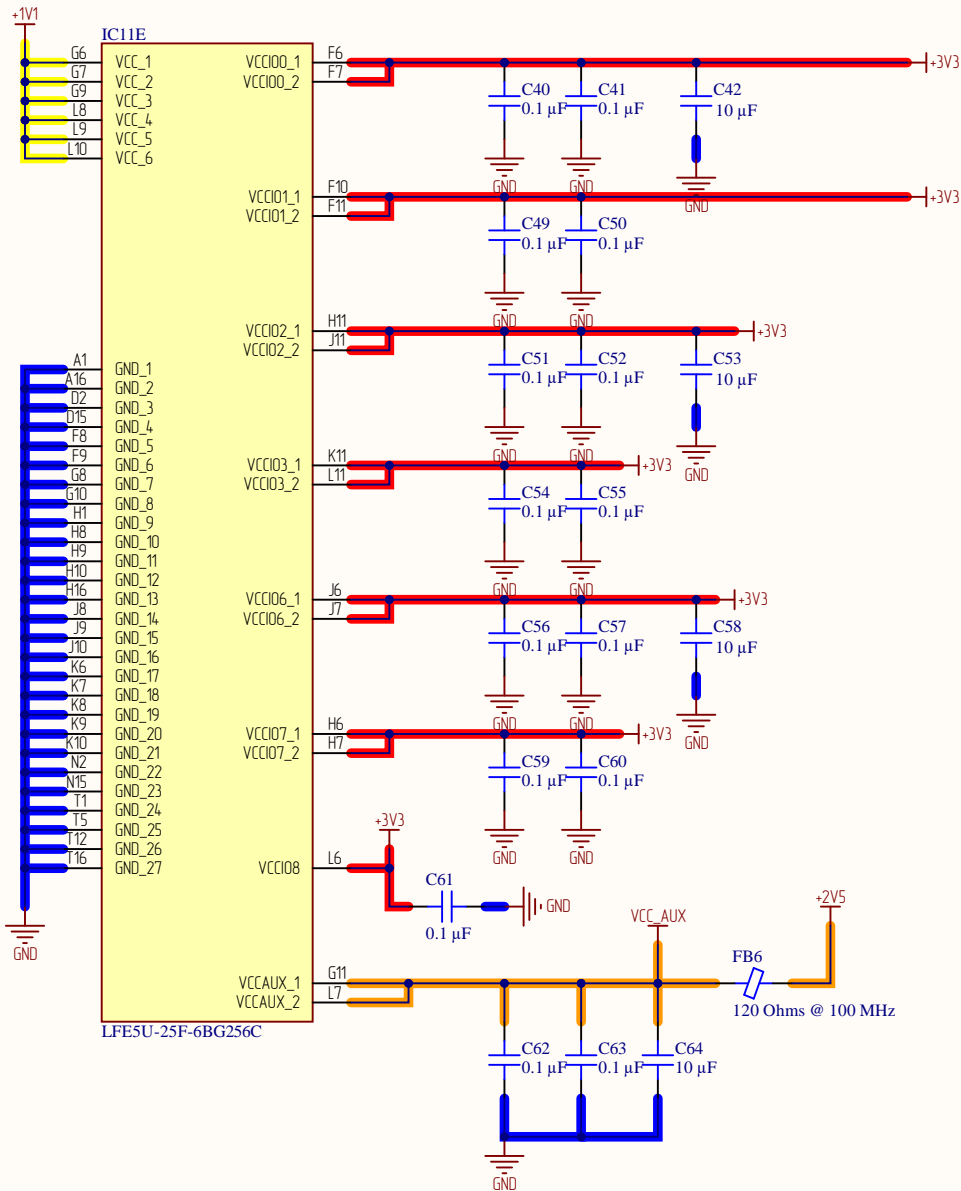 +1V1
IC11E
G6 VCC_1
G7 VCC_2
G9 VCC_3
L8 VCC_4
L9 VCC_5
L10 VCC_6
A1 GND_1
A16 GND_2
D2 GND_3
D15 GND_4
F8 GND_5
F9 GND_6
G8 GND_7
G10 GND_8
H1 GND_9
H8 GND_10
H9 GND_11
H10 GND_12
H16 GND_13
J8 GND_14
J9 GND_15
J10 GND_16
K6 GND_17
K7 GND_18
K8 GND_19
K9 GND_20
K10 GND_21
N2 GND_22
N15 GND_23
T1 GND_24
T5 GND_25
T12 GND_26
T16 GND_27
GND
VCCIO0_1 F6 +3V3
VCCIO0_2 F7
C40 C41 C42
0.1 µF 0.1 µF 10 µF
GND GND GND
VCCIO1_1 F10 +3V3
VCCIO1_2 F11
C49 C50
0.1 µF 0.1 µF
GND GND
VCCIO2_1 H11 +3V3
VCCIO2_2 J11
C51 C52 C53
0.1 µF 0.1 µF 10 µF
GND GND GND
VCCIO3_1 K11 +3V3
VCCIO3_2 L11
C54 C55
0.1 µF 0.1 µF
GND GND
VCCIO6_1 J6 +3V3
VCCIO6_2 J7
C56 C57 C58
0.1 µF 0.1 µF 10 µF
GND GND GND
VCCIO7_1 H6 +3V3
VCCIO7_2 H7
C59 C60
0.1 µF 0.1 µF
GND GND
+3V3
VCCIO8 L6
C61
0.1 µF
GND
VCC_AUX
+2V5
VCCAUX_1 G11
VCCAUX_2 L7
FB6
120 Ohms @ 100 MHz
LFE5U-25F-6BG256C
C62 C63 C64
0.1 µF 0.1 µF 10 µF
GND